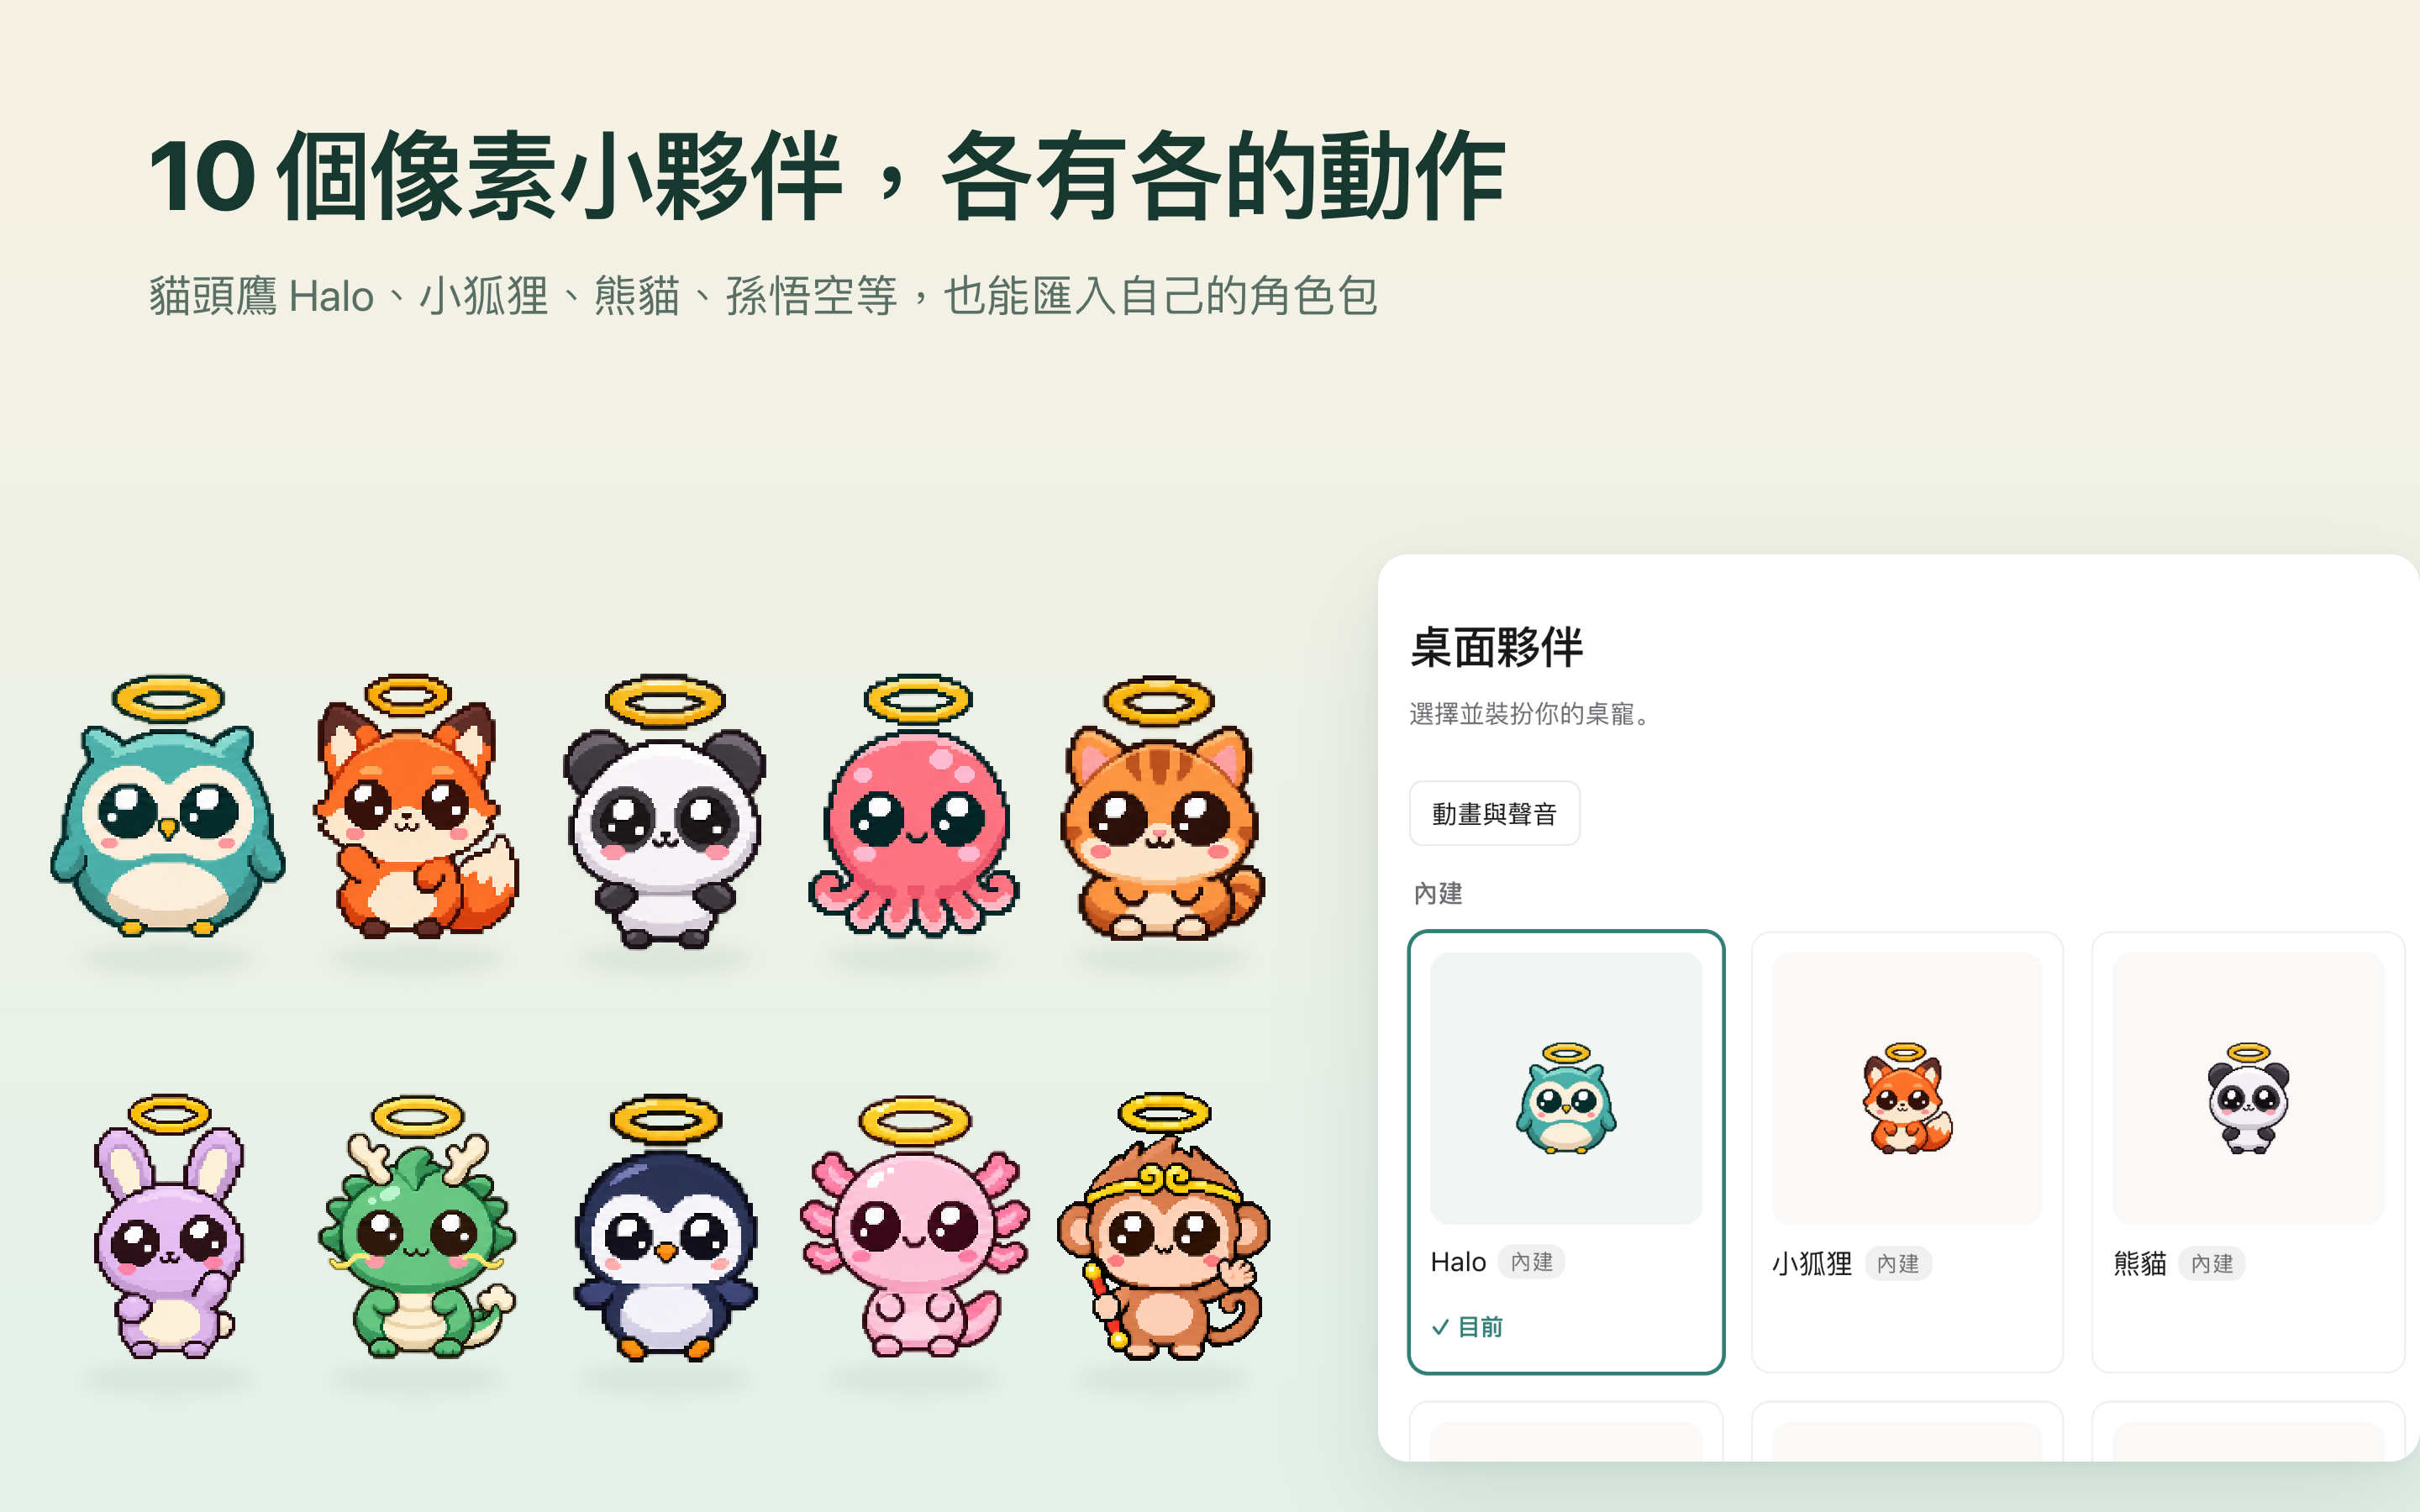 10 個像素小夥伴，各有各的動作
貓頭鷹 Halo、小狐狸、熊貓、孫悟空等，也能匯入自己的角色包
桌面夥伴
選擇並裝扮你的桌寵。
動畫與聲音
內建
Halo 內建
小狐狸 內建
熊貓 內建
✓ 目前